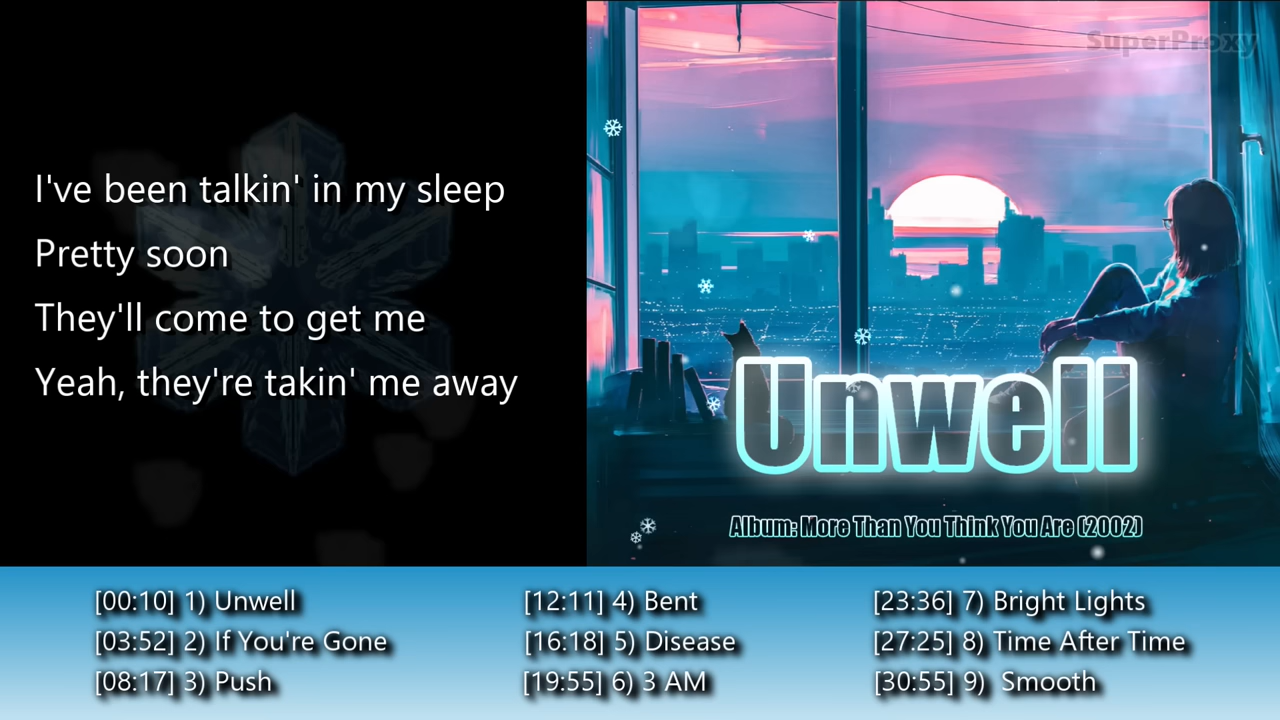 I've been talkin' in my sleep
Pretty soon
They'll come to get me
Yeah, they're takin' me away
SuperProxy
Unwell
Album: More Than You Think You Are (2002)
[00:10] 1) Unwell
[03:52] 2) If You're Gone
[08:17] 3) Push
[12:11] 4) Bent
[16:18] 5) Disease
[19:55] 6) 3 AM
[23:36] 7) Bright Lights
[27:25] 8) Time After Time
[30:55] 9)  Smooth